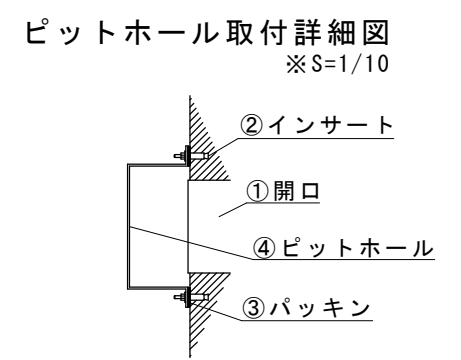 ピットホール取付詳細図
※S=1/10
②インサート
①開口
④ピットホール
③パッキン